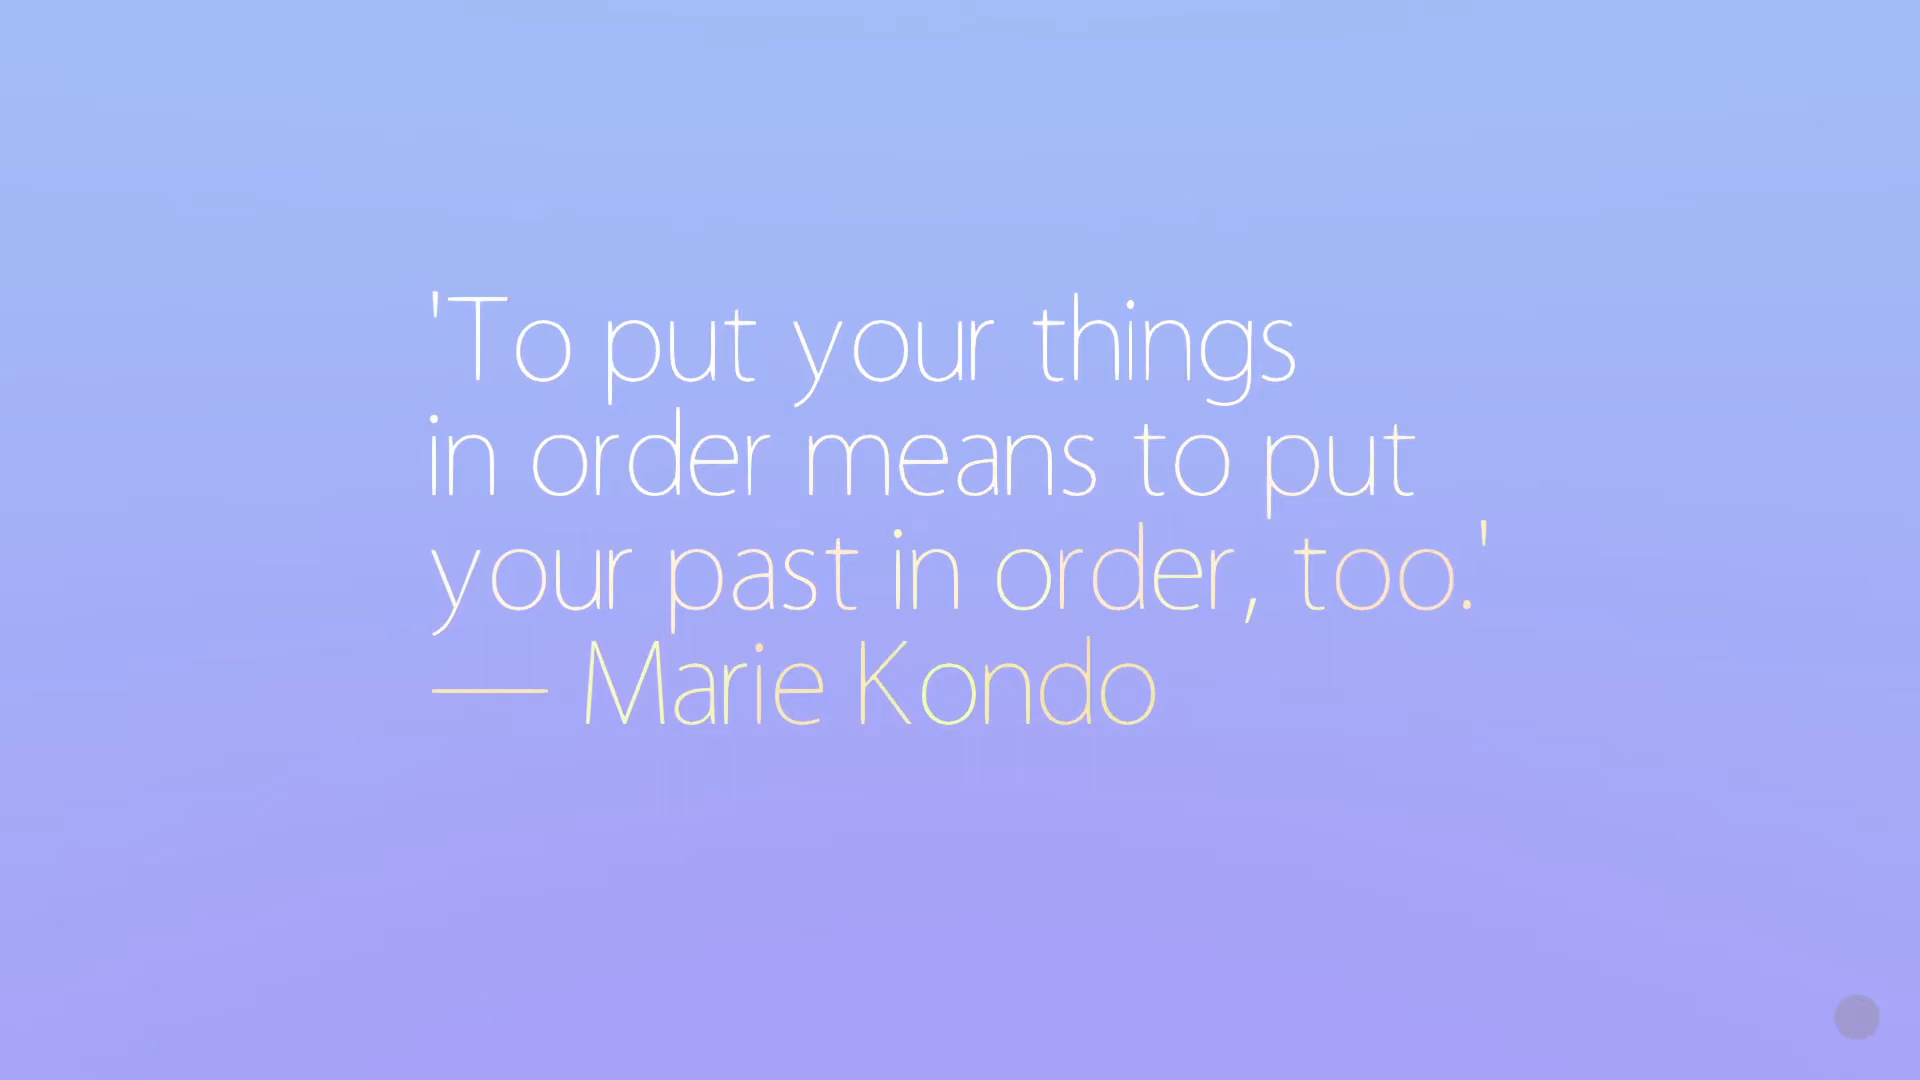 'To put your things
in order means to put
your past in order, too.'
— Marie Kondo